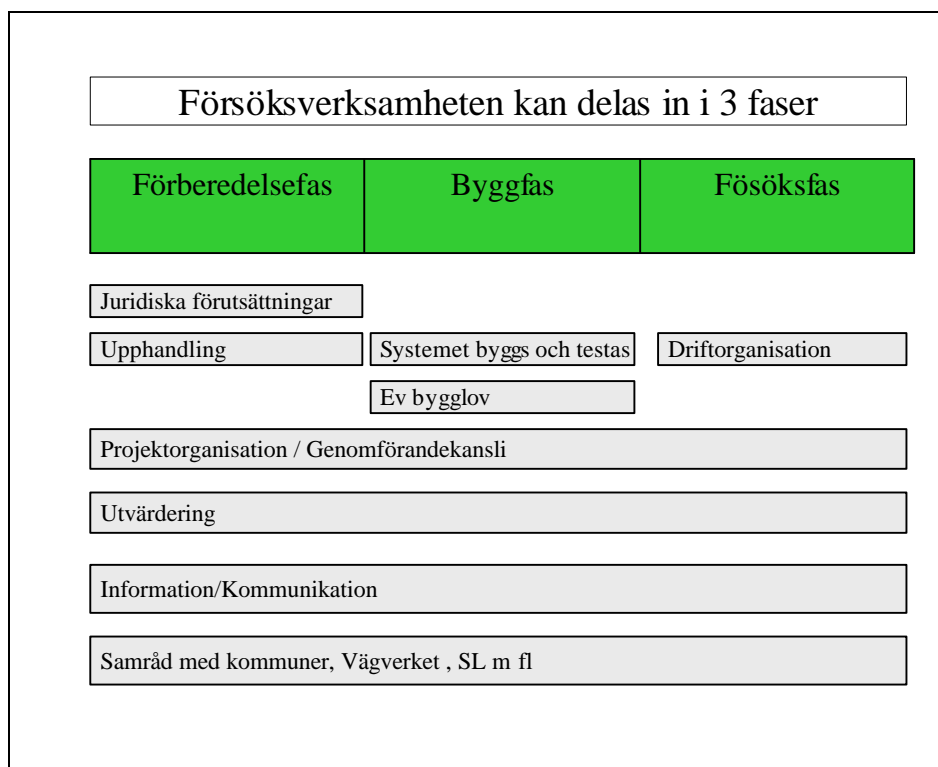 Försöksverksamheten kan delas in i 3 faser
Förberedelsefas
Byggfas
Fösöksfas
Juridiska förutsättningar
Upphandling
Systemet byggs och testas
Driftorganisation
Ev bygglov
Projektorganisation / Genomförandekansli
Utvärdering
Information/Kommunikation
Samråd med kommuner, Vägverket , SL m fl